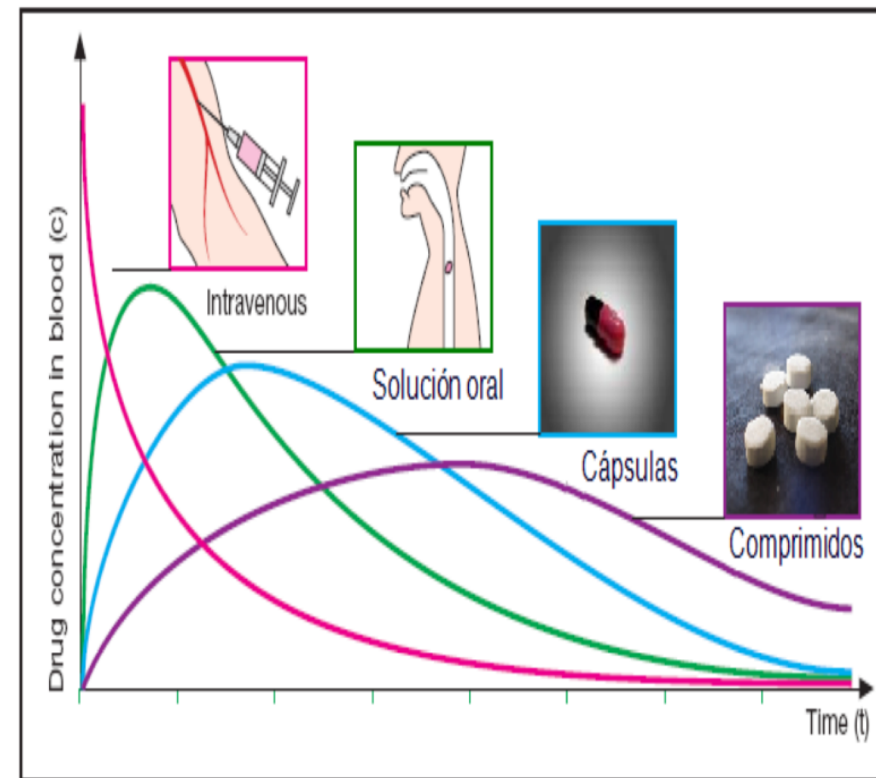 Drug concentration in blood (c)
Intravenous
Solución oral
Cápsulas
Comprimidos
Time (t)